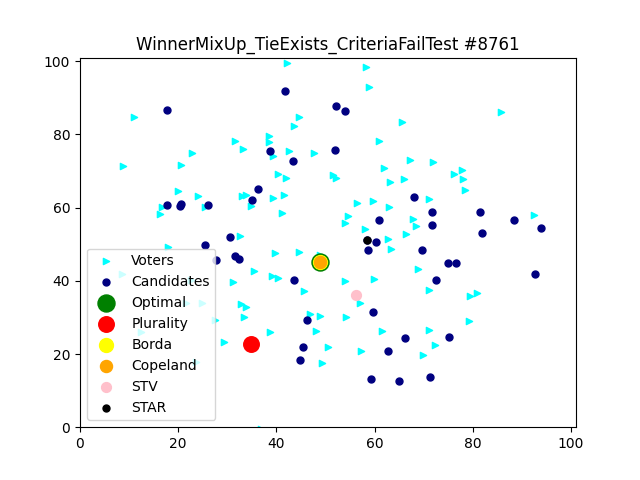 WinnerMixUp_TieExists_CriteriaFailTest #8761
100
80
60
40
20
0
Voters
Candidates
Optimal
Plurality
Borda
Copeland
STV
STAR
0 20 40 60 80 100